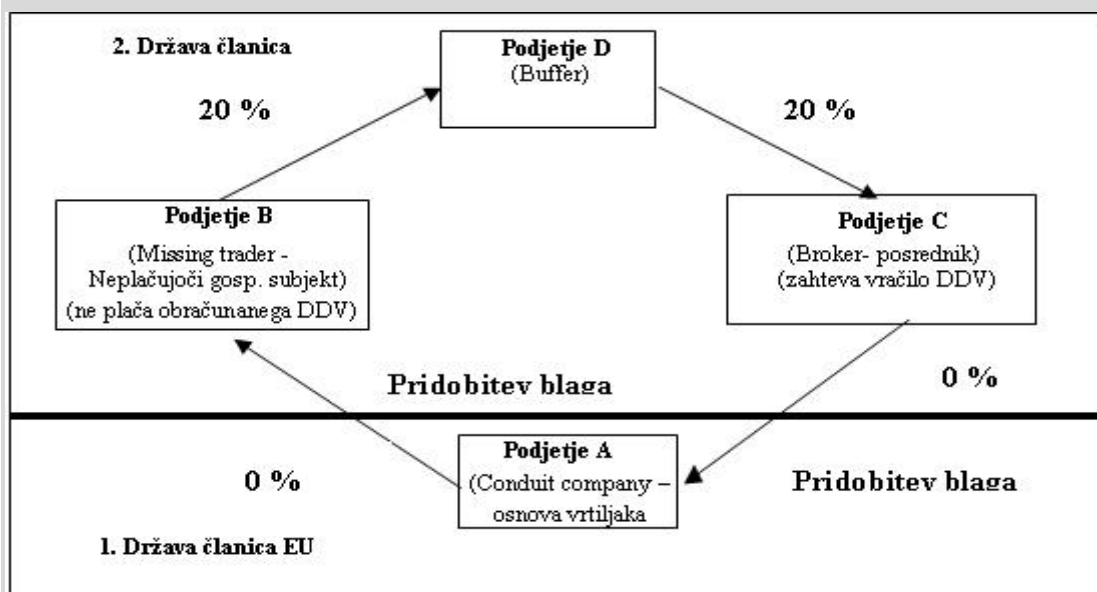 2. Država članica
Podjetje D
(Buffer)
20 %
20 %
Podjetje B
(Missing trader -
Neplačujoči gosp. subjekt)
(ne plača obračunanega DDV)
Podjetje C
(Broker- posrednik)
(zahteva vračilo DDV)
Pridobitev blaga
0 %
Podjetje A
(Conduit company –
osnova vrtiljaka
0 %
Pridobitev blaga
1. Država članica EU